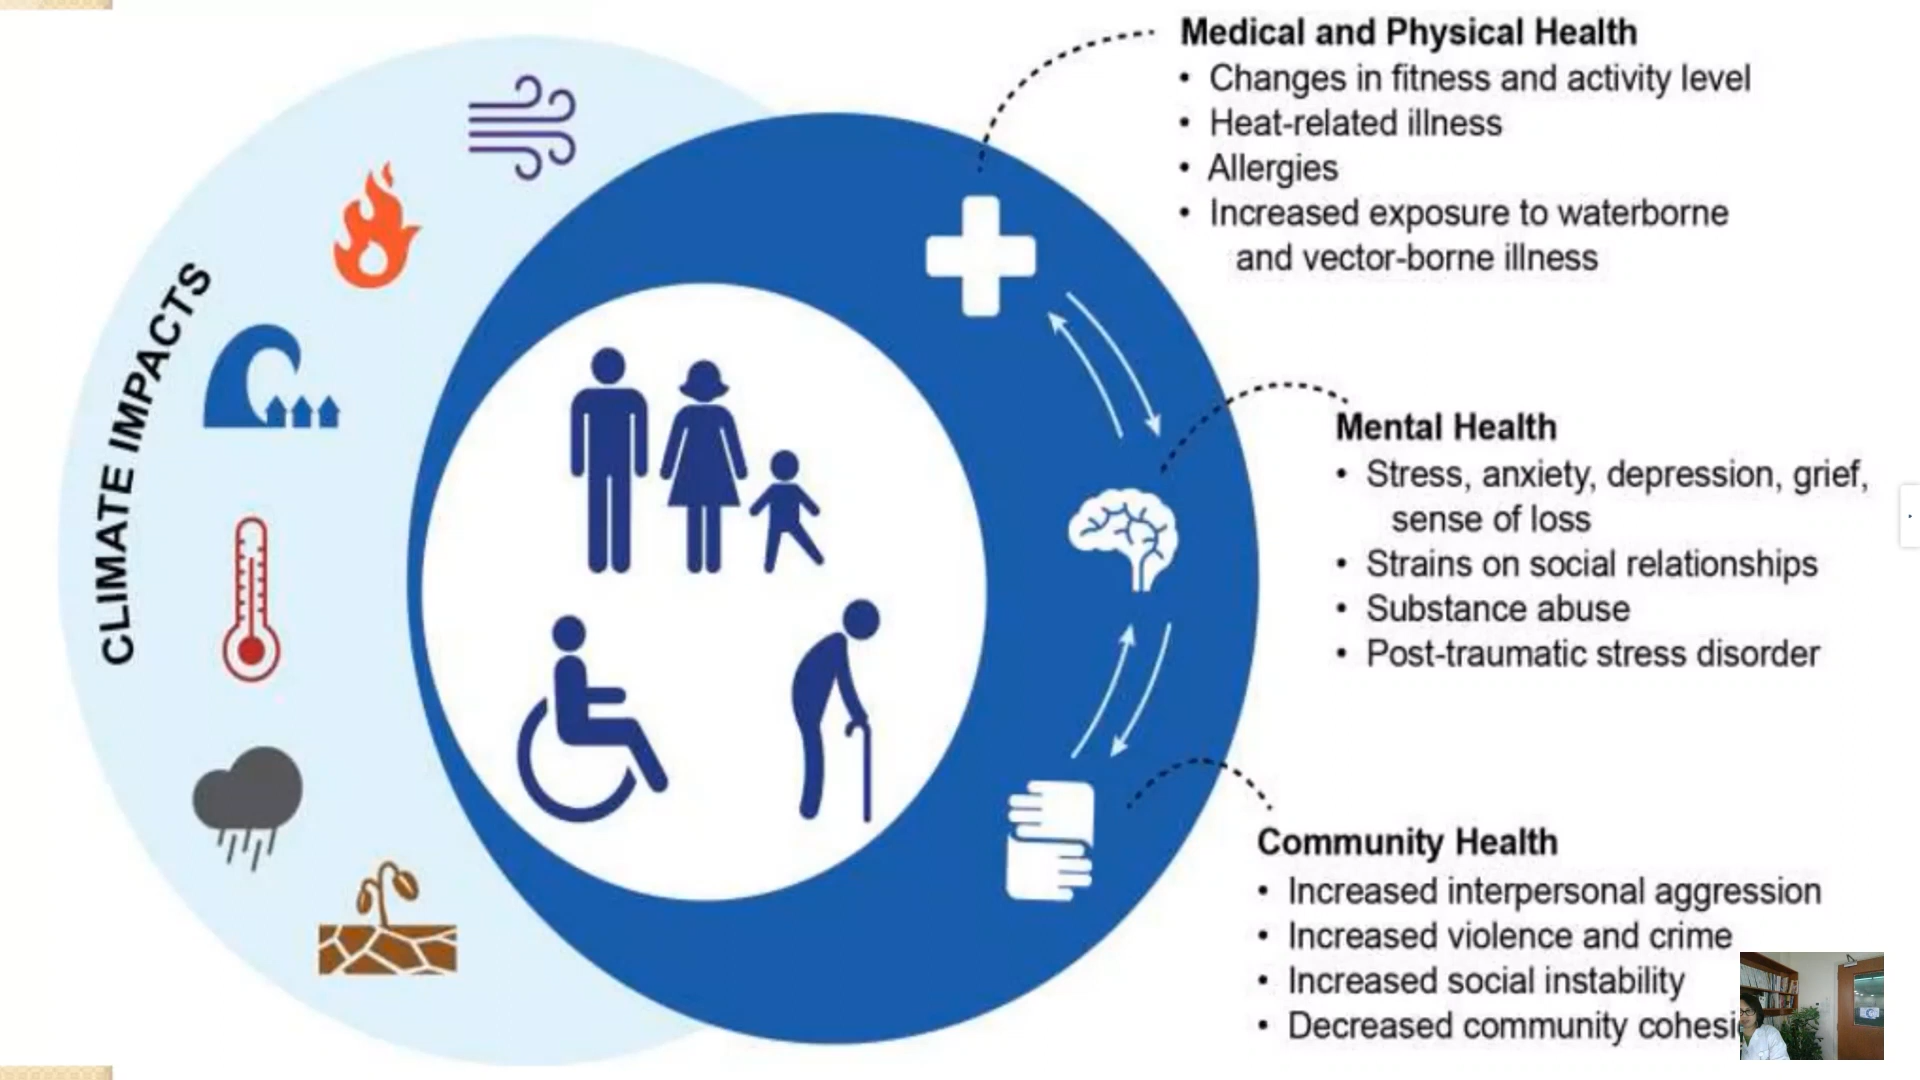 CLIMATE IMPACTS
Medical and Physical Health
• Changes in fitness and activity level
• Heat-related illness
• Allergies
• Increased exposure to waterborne
and vector-borne illness
Mental Health
• Stress, anxiety, depression, grief,
sense of loss
• Strains on social relationships
• Substance abuse
• Post-traumatic stress disorder
Community Health
• Increased interpersonal aggression
• Increased violence and crime
• Increased social instability
• Decreased community